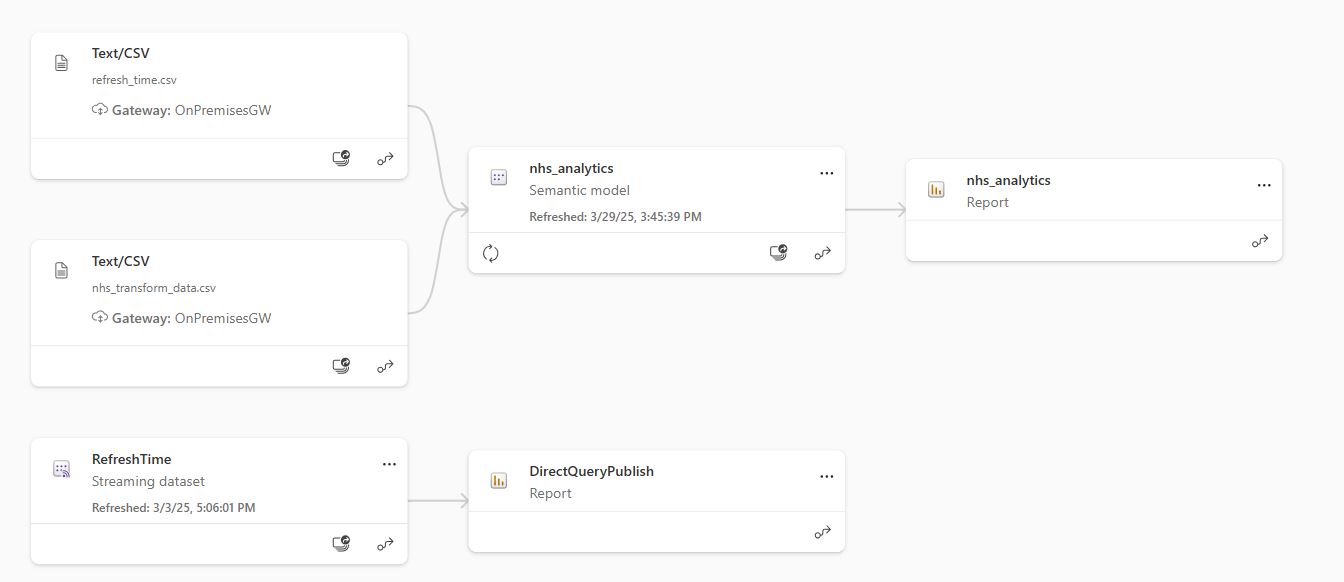 Text/CSV
refresh_time.csv
Gateway: OnPremisesGW
Text/CSV
nhs_transform_data.csv
Gateway: OnPremisesGW
nhs_analytics
Semantic model
Refreshed: 3/29/25, 3:45:39 PM
nhs_analytics
Report
RefreshTime
Streaming dataset
Refreshed: 3/3/25, 5:06:01 PM
DirectQueryPublish
Report